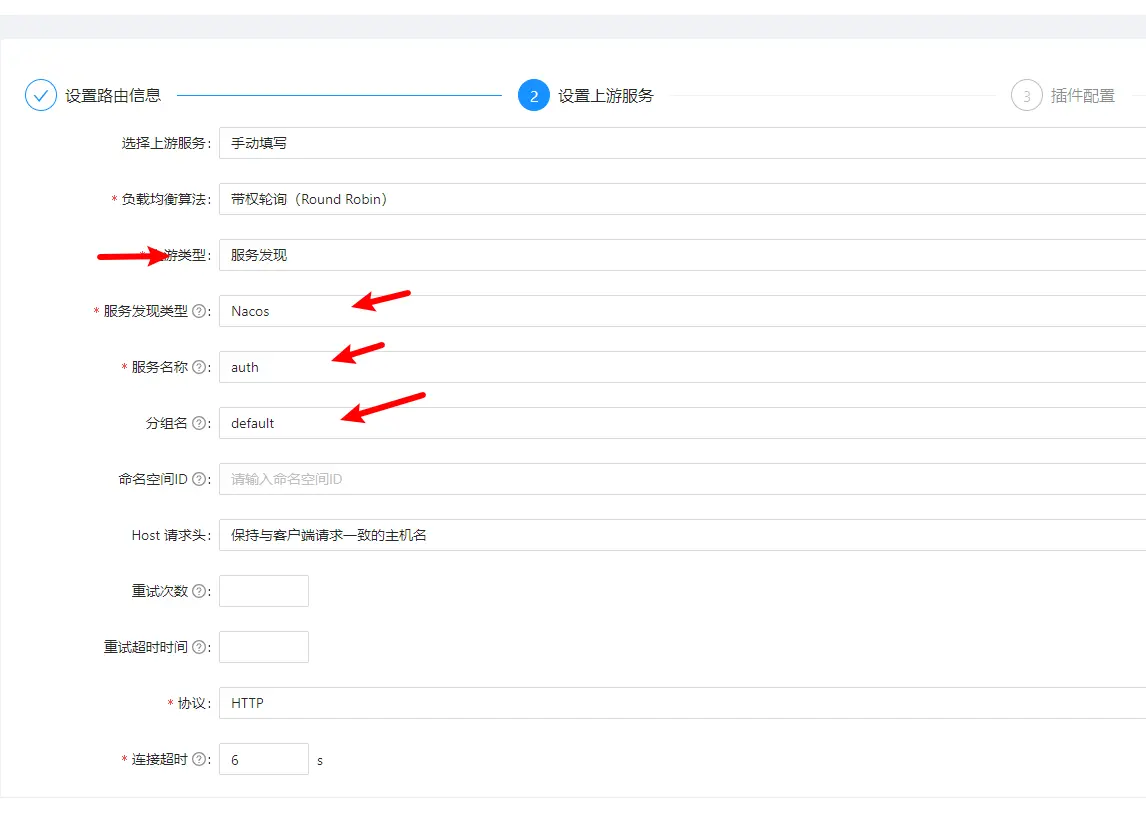 设置路由信息 2 设置上游服务 3 插件配置
选择上游服务: 手动填写
* 负载均衡算法: 带权轮询（Round Robin）
游类型: 服务发现
* 服务发现类型 ?: Nacos
* 服务名称 ?: auth
分组名 ?: default
命名空间ID ?: 请输入命名空间ID
Host 请求头: 保持与客户端请求一致的主机名
重试次数 ?:
重试超时时间 ?:
* 协议: HTTP
* 连接超时 ?: 6 s